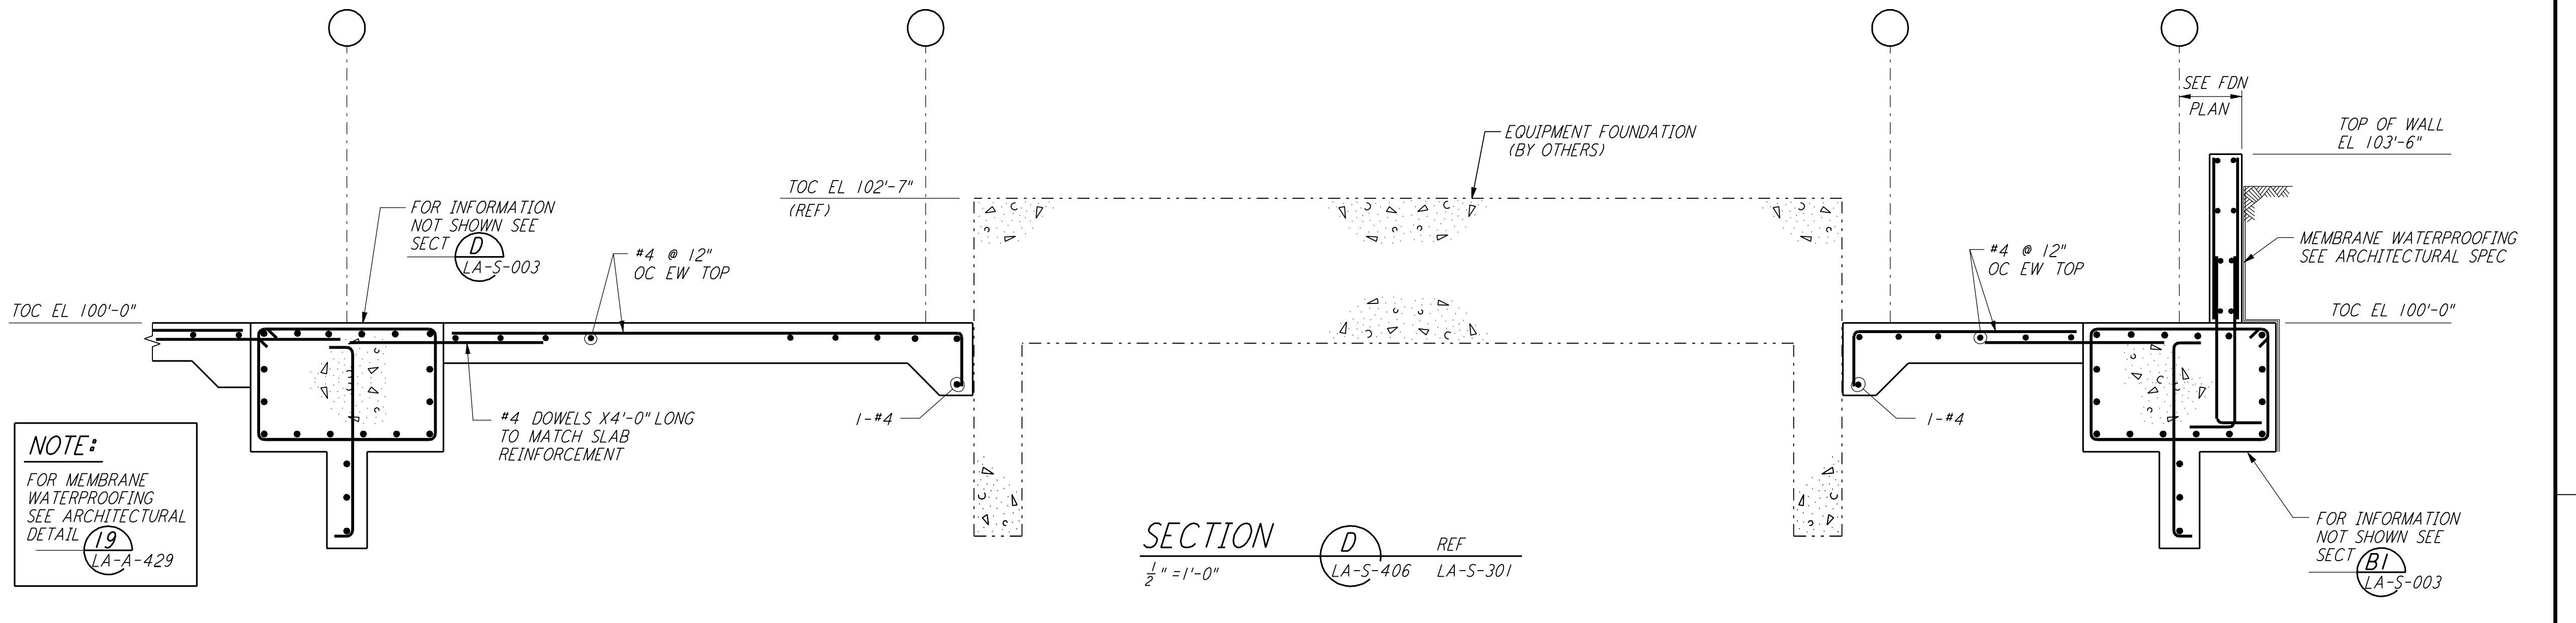 SEE FDN
PLAN
TOP OF WALL
EL 103'-6"
EQUIPMENT FOUNDATION
(BY OTHERS)
TOC EL 102'-7"
(REF)
FOR INFORMATION
NOT SHOWN SEE
SECT D
LA-S-003
#4 @ 12"
OC EW TOP
#4 @ 12"
OC EW TOP
MEMBRANE WATERPROOFING
SEE ARCHITECTURAL SPEC
TOC EL 100'-0"
TOC EL 100'-0"
#4 DOWELS X4'-0" LONG
TO MATCH SLAB
REINFORCEMENT
1-#4
1-#4
NOTE:
FOR MEMBRANE
WATERPROOFING
SEE ARCHITECTURAL
DETAIL 19
LA-A-429
SECTION D REF
1/2" =1'-0" LA-S-406 LA-S-301
FOR INFORMATION
NOT SHOWN SEE
SECT B1
LA-S-003